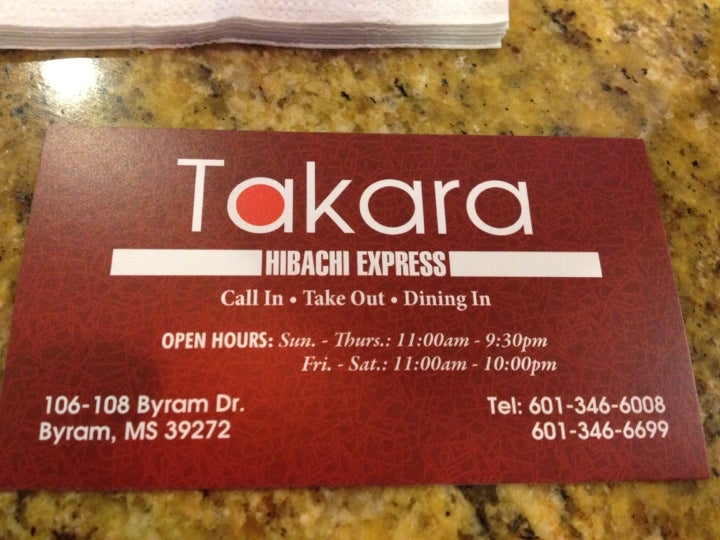 Takara
HIBACHI EXPRESS
Call In • Take Out • Dining In
OPEN HOURS: Sun. - Thurs.: 11:00am - 9:30pm
Fri. - Sat.: 11:00am - 10:00pm
106-108 Byram Dr.
Byram, MS 39272
Tel: 601-346-6008
601-346-6699